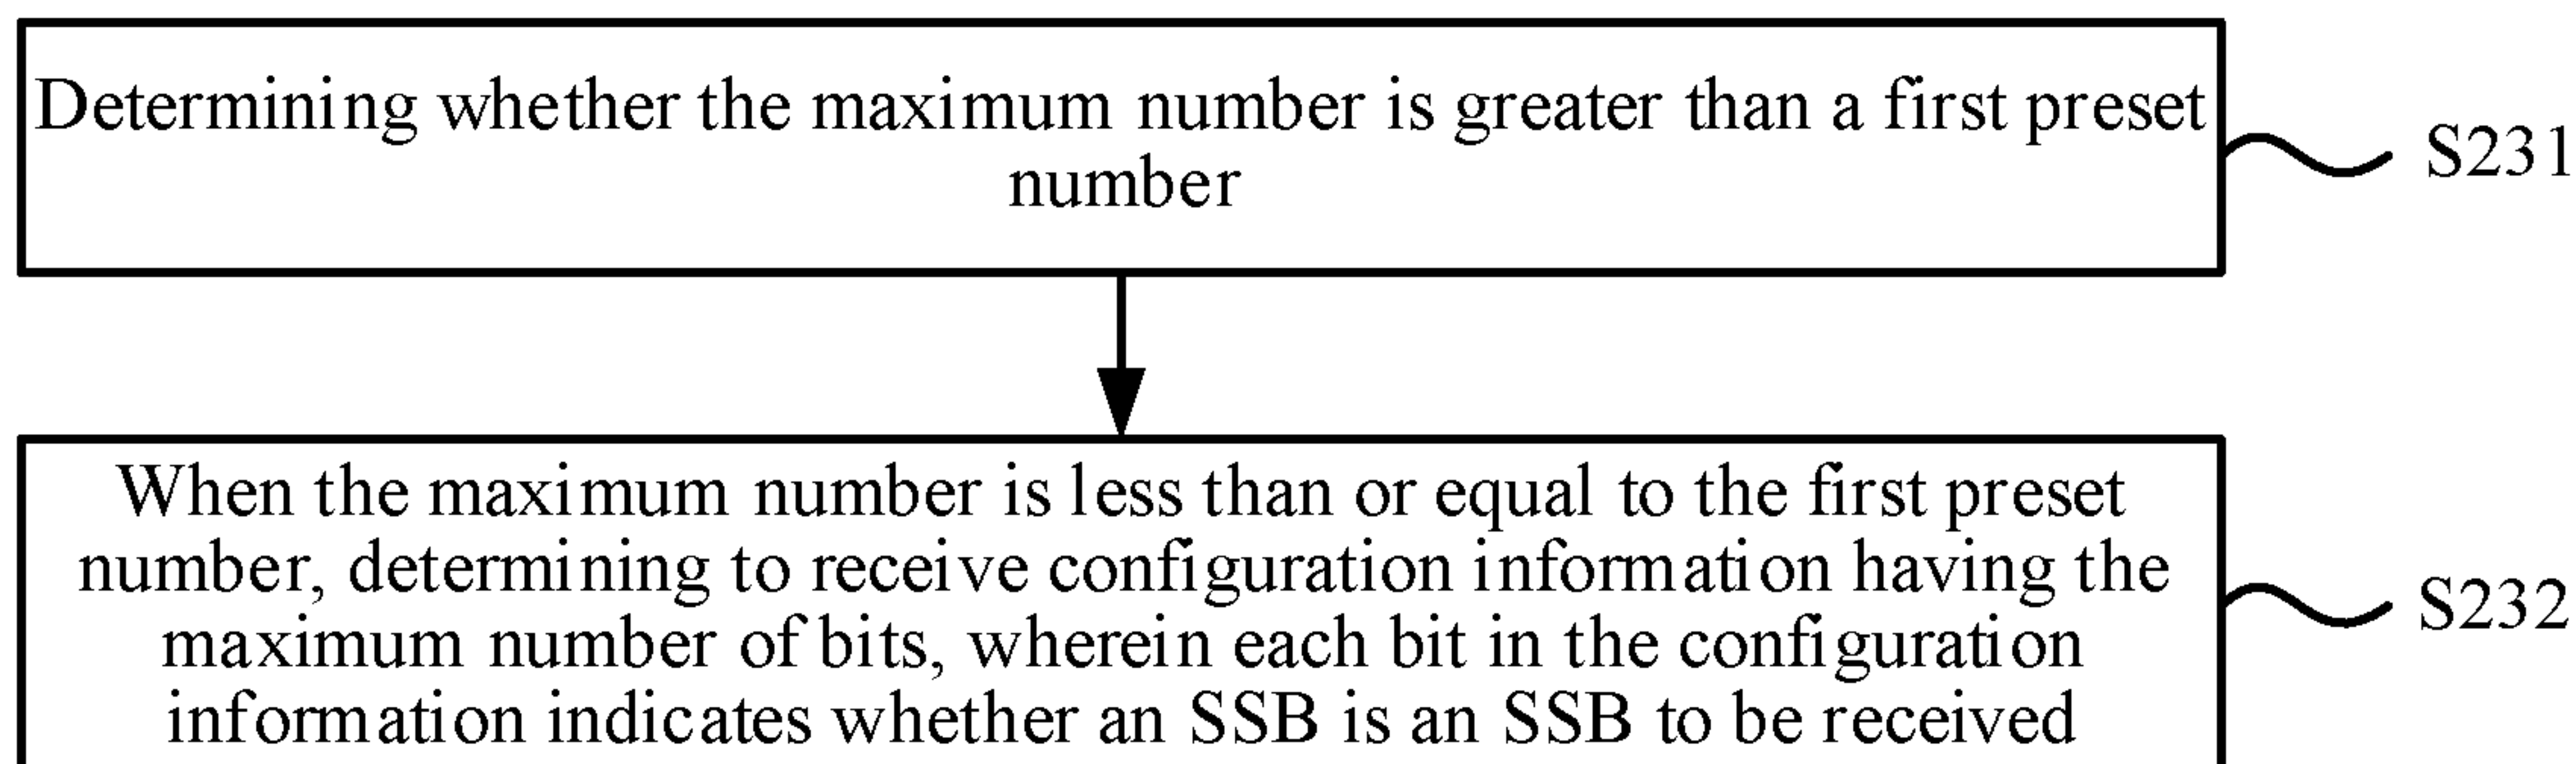 Determining whether the maximum number is greater than a first preset
number
S231
When the maximum number is less than or equal to the first preset
number, determining to receive configuration information having the
maximum number of bits, wherein each bit in the configuration
information indicates whether an SSB is an SSB to be received
S232